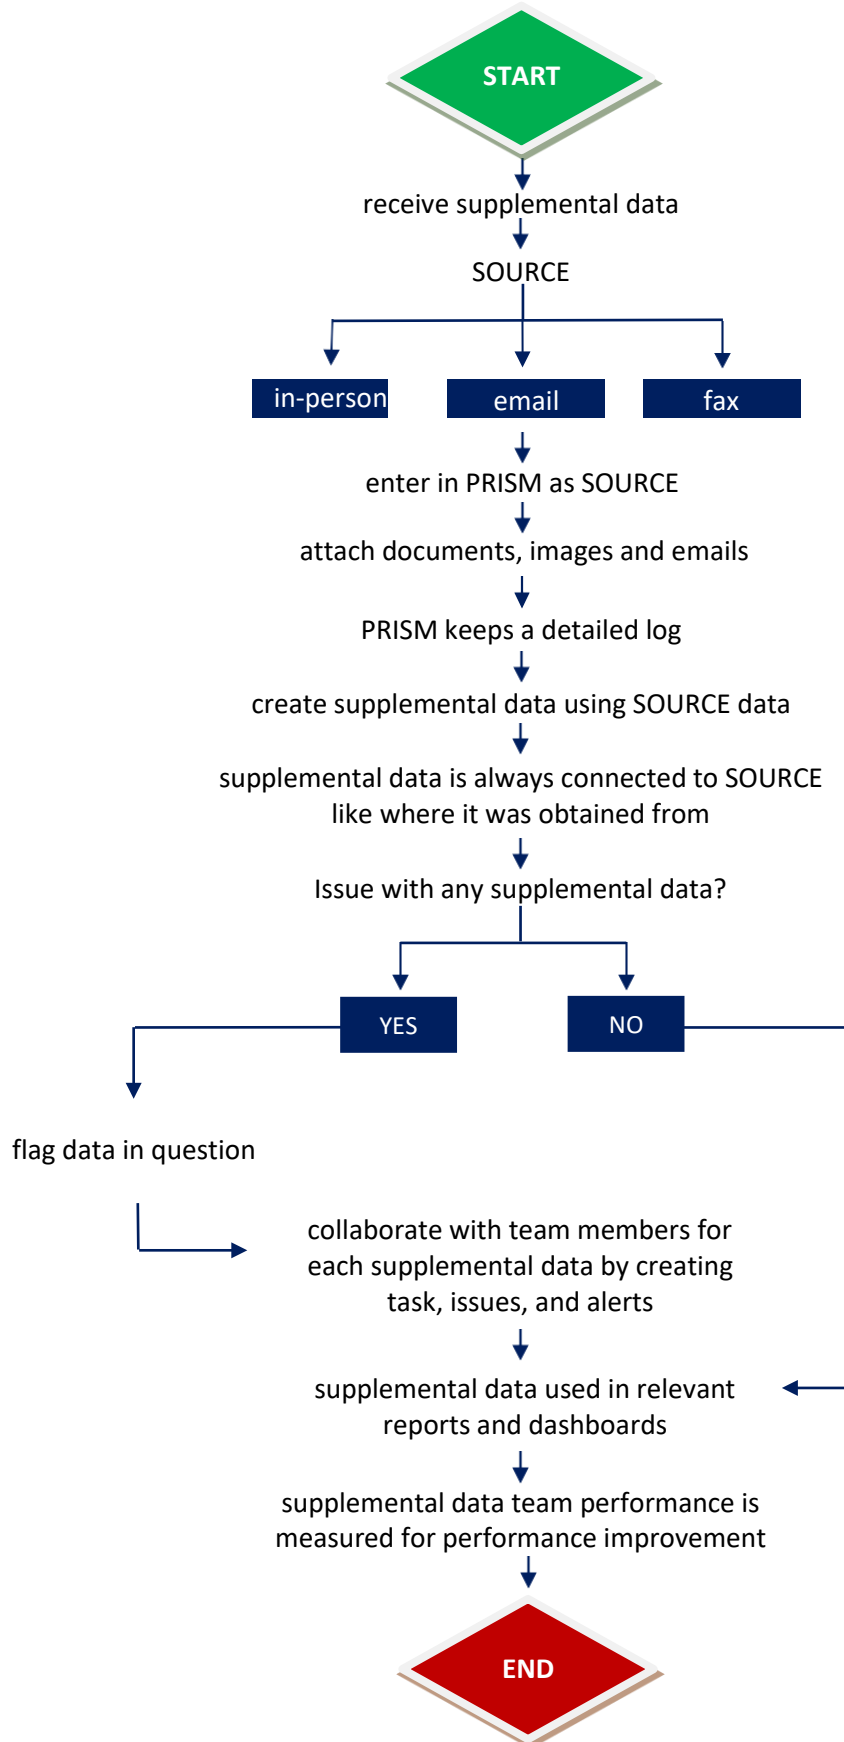 START
receive supplemental data
SOURCE
in-person
email
fax
enter in PRISM as SOURCE
attach documents, images and emails
PRISM keeps a detailed log
create supplemental data using SOURCE data
supplemental data is always connected to SOURCE
like where it was obtained from
Issue with any supplemental data?
YES
NO
flag data in question
collaborate with team members for
each supplemental data by creating
task, issues, and alerts
supplemental data used in relevant
reports and dashboards
supplemental data team performance is
measured for performance improvement
END